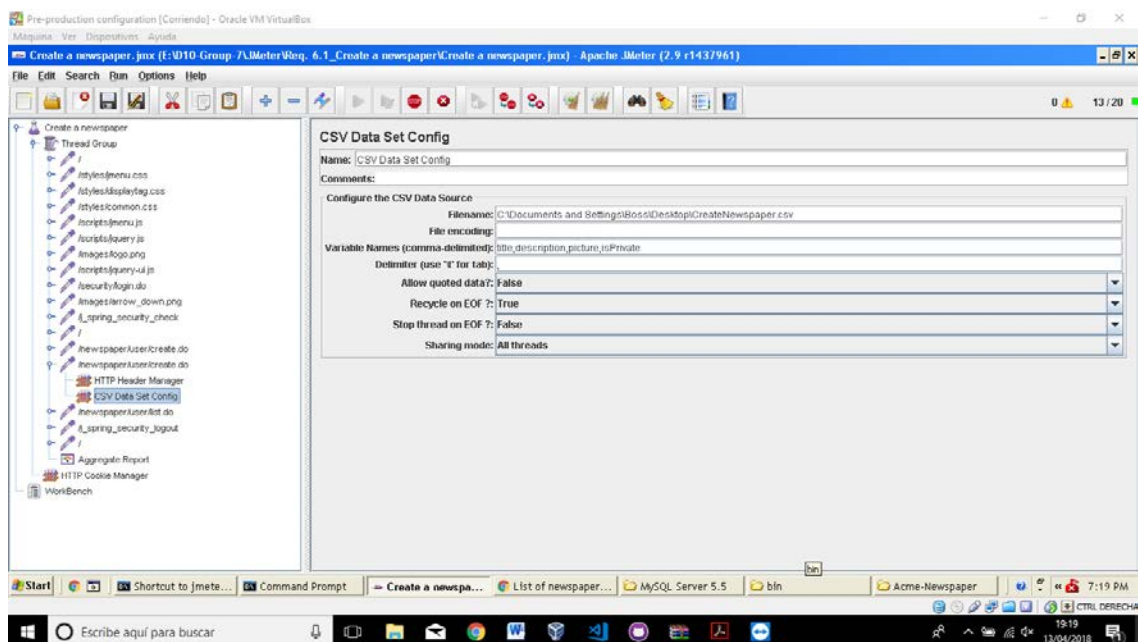 Pre-production configuration [Corriendo] - Oracle VM VirtualBox
Máquina Ver Dispositivos Ayuda
Create a newspaper.jmx (E:\D10-Group-7\JMeter\Req. 6.1_Create a newspaper\Create a newspaper.jmx) - Apache JMeter (2.9 r1437961)
File Edit Search Run Options Help
0 13 / 20
Create a newspaper
Thread Group
/
/styles/jmenu.css
/styles/displaytag.css
/styles/common.css
/scripts/jmenu.js
/scripts/jquery.js
/images/logo.png
/scripts/jquery-ui.js
/security/login.do
/images/arrow_down.png
/j_spring_security_check
/
/newspaper/user/create.do
/newspaper/user/create.do
HTTP Header Manager
CSV Data Set Config
/newspaper/user/list.do
/j_spring_security_logout
/
Aggregate Report
HTTP Cookie Manager
WorkBench
CSV Data Set Config
Name: CSV Data Set Config
Comments:
Configure the CSV Data Source
Filename: C:\Documents and Settings\Boss\Desktop\CreateNewspaper.csv
File encoding:
Variable Names (comma-delimited): title,description,picture,isPrivate
Delimiter (use '\t' for tab): ,
Allow quoted data?: False
Recycle on EOF ?: True
Stop thread on EOF ?: False
Sharing mode: All threads
bin
Start Shortcut to jmete... Command Prompt Create a newspa... List of newspaper... MySQL Server 5.5 bin Acme-Newspaper 7:19 PM
CTRL DERECHA
Escribe aquí para buscar
19:19
13/04/2018